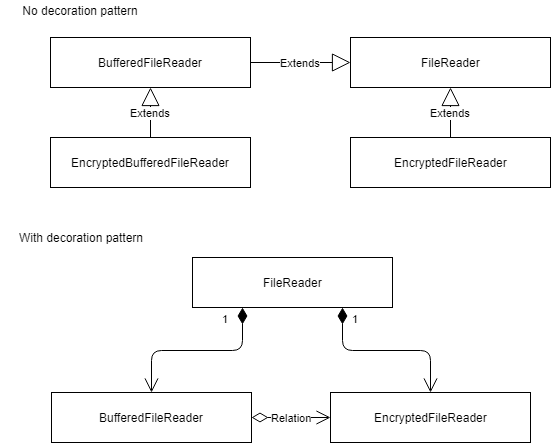 No decoration pattern
BufferedFileReader
Extends
FileReader
Extends
Extends
EncryptedBufferedFileReader
EncryptedFileReader
With decoration pattern
FileReader
1
1
BufferedFileReader
Relation
EncryptedFileReader